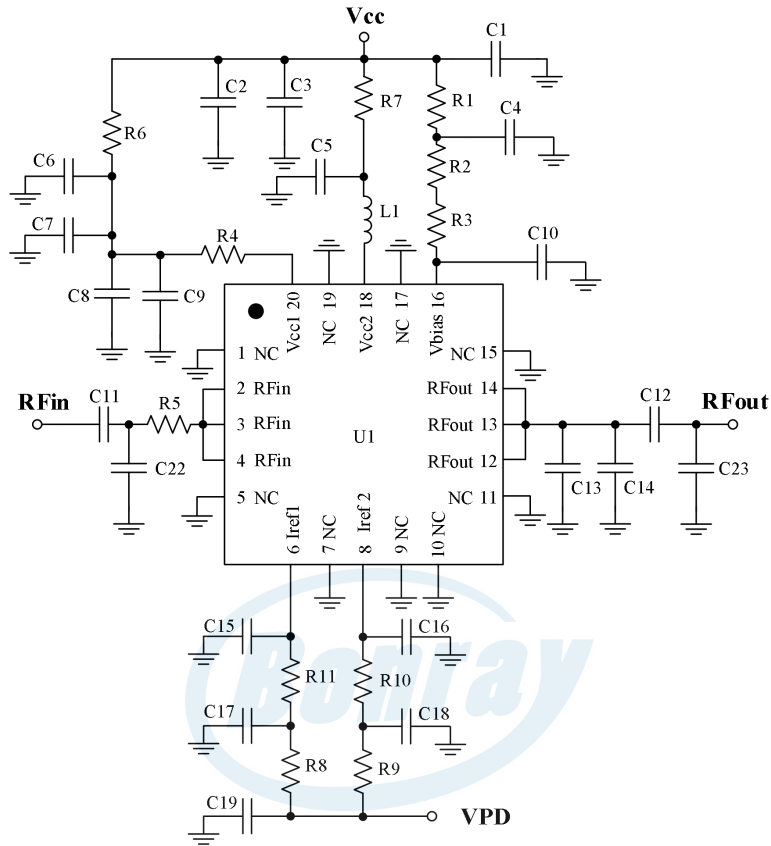 Vcc
C1
C2
C3
R7
R1
R6
C4
C5
C6
R2
L1
R3
C7
R4
C10
C8
C9
Vcc1 20
NC 19
Vcc2 18
NC 17
Vbias 16
1 NC
NC 15
2 RFin
RFout 14
RFin
C11
R5
3 RFin
RFout 13
C12
RFout
U1
4 RFin
RFout 12
C22
C13
C14
C23
5 NC
NC 11
6 Iref1
7 NC
8 Iref 2
9 NC
10 NC
C15
C16
Bonray
R11
R10
C17
C18
R8
R9
C19
VPD